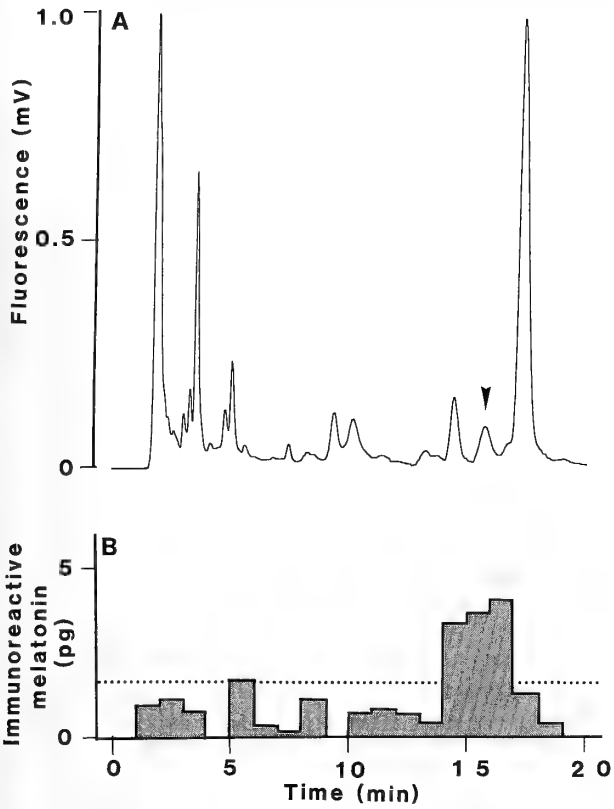 A
Fluorescence (mV)
1.0
0.5
0
B
Immunoreactive
melatonin
(pg)
5
0
0 5 10 15 20
Time (min)